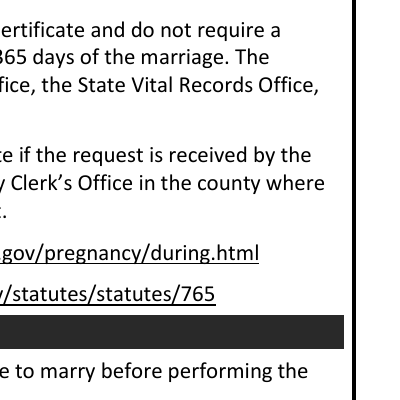 ertificate and do not require a
365 days of the marriage. The
fice, the State Vital Records Office,
te if the request is received by the
y Clerk’s Office in the county where
t.
.gov/pregnancy/during.html
v/statutes/statutes/765
e to marry before performing the